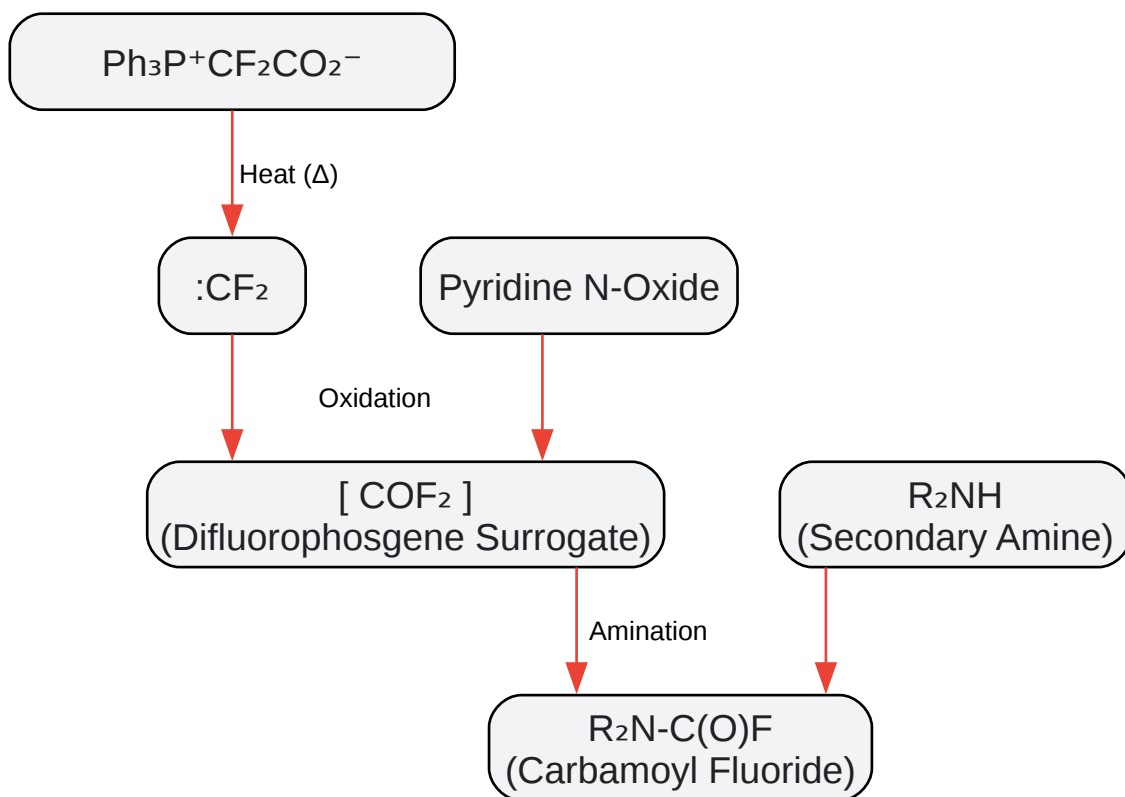 Ph₃P⁺CF₂CO₂⁻
Heat (Δ)
:CF₂
Pyridine N-Oxide
Oxidation
[ COF₂ ]
(Difluorophosgene Surrogate)
R₂NH
(Secondary Amine)
Amination
R₂N-C(O)F
(Carbamoyl Fluoride)